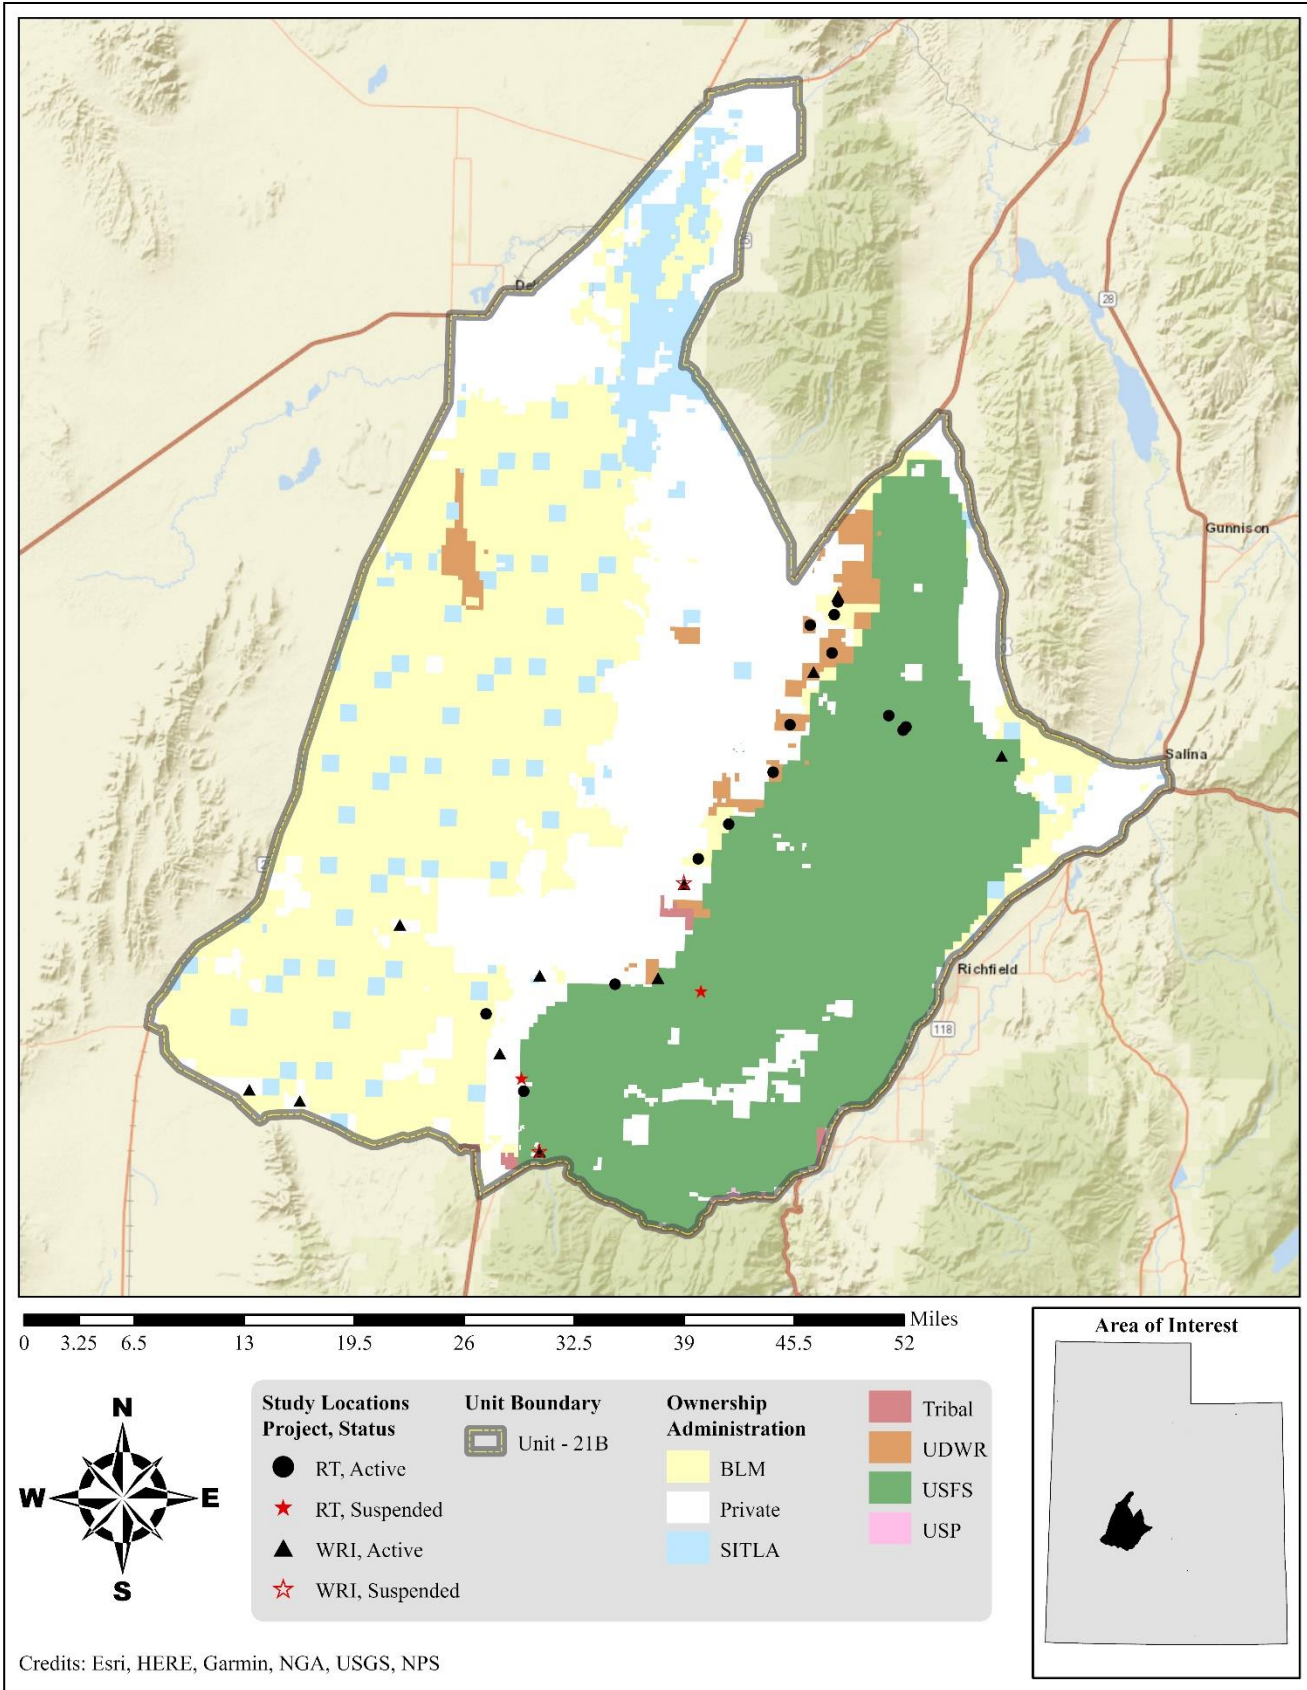 28
Gunnison
Salina
Richfield
118
Miles
0 3.25 6.5 13 19.5 26 32.5 39 45.5 52
Area of Interest
N
W E
S
Study Locations
Project, Status
RT, Active
RT, Suspended
WRI, Active
WRI, Suspended
Unit Boundary
Unit - 21B
Ownership
Administration
BLM
Private
SITLA
Tribal
UDWR
USFS
USP
Credits: Esri, HERE, Garmin, NGA, USGS, NPS